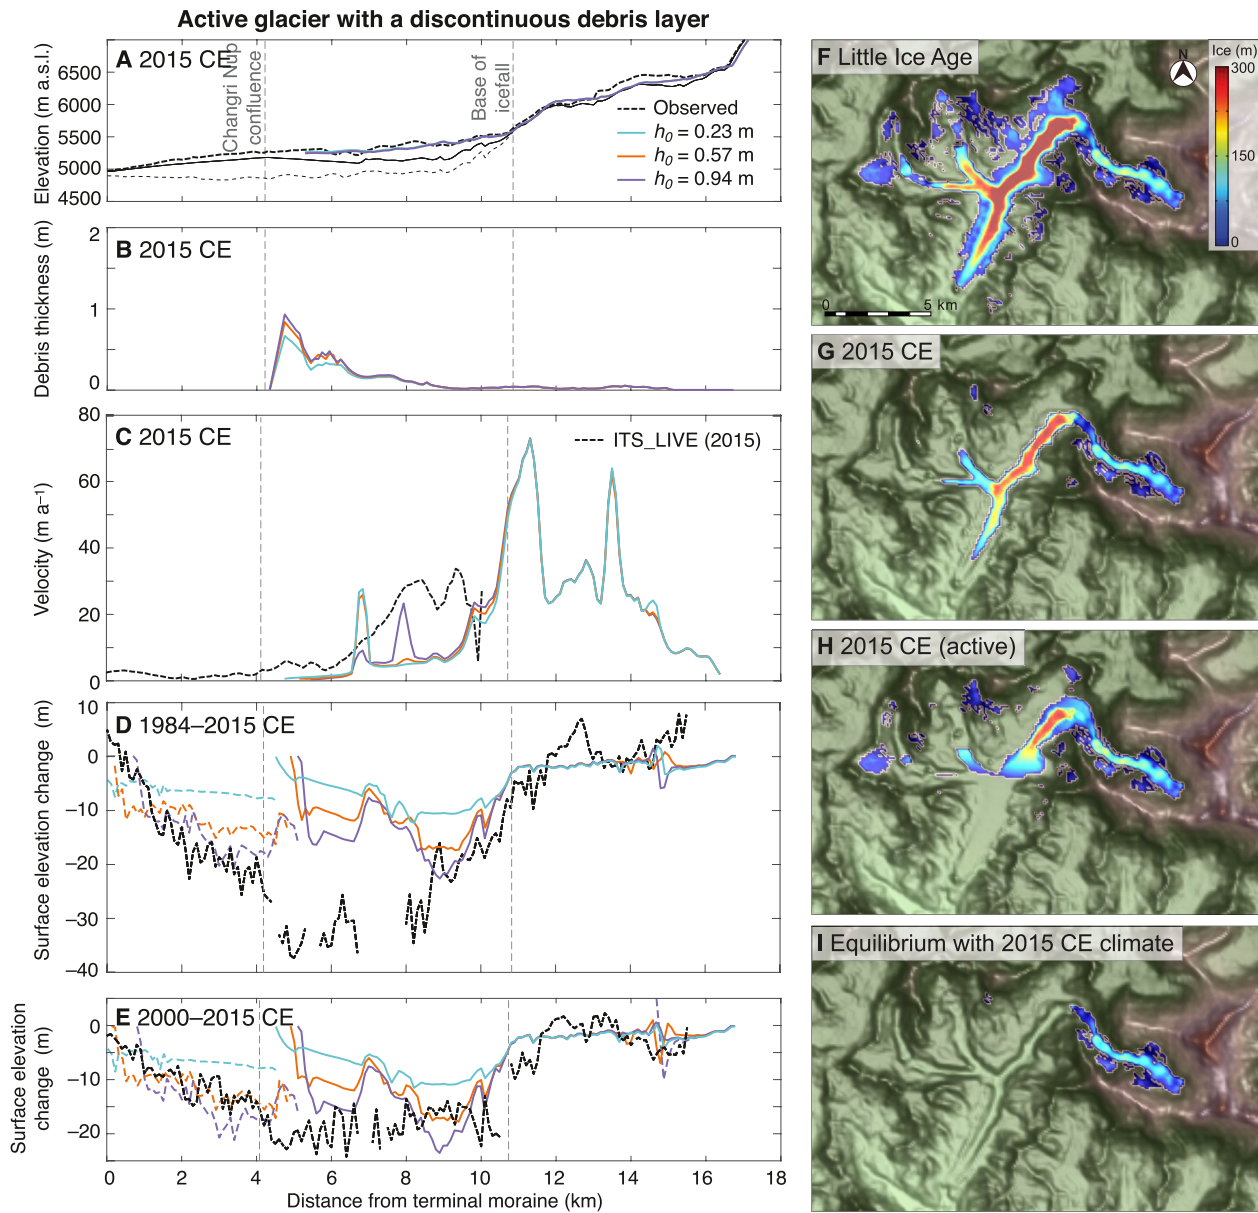 Active glacier with a discontinuous debris layer
A 2015 CE
Changri Nup
confluence
Base of
icefall
Observed
h0 = 0.23 m
h0 = 0.57 m
h0 = 0.94 m
Elevation (m a.s.l.)
6500
6000
5500
5000
4500
B 2015 CE
Debris thickness (m)
2
1
0
C 2015 CE
ITS_LIVE (2015)
Velocity (m a⁻¹)
80
60
40
20
0
D 1984–2015 CE
Surface elevation change (m)
10
0
–10
–20
–30
–40
E 2000–2015 CE
Surface elevation
change (m)
0
–10
–20
0 2 4 6 8 10 12 14 16 18
Distance from terminal moraine (km)
F Little Ice Age
N
Ice (m)
300
150
0
0 5 km
G 2015 CE
H 2015 CE (active)
I Equilibrium with 2015 CE climate